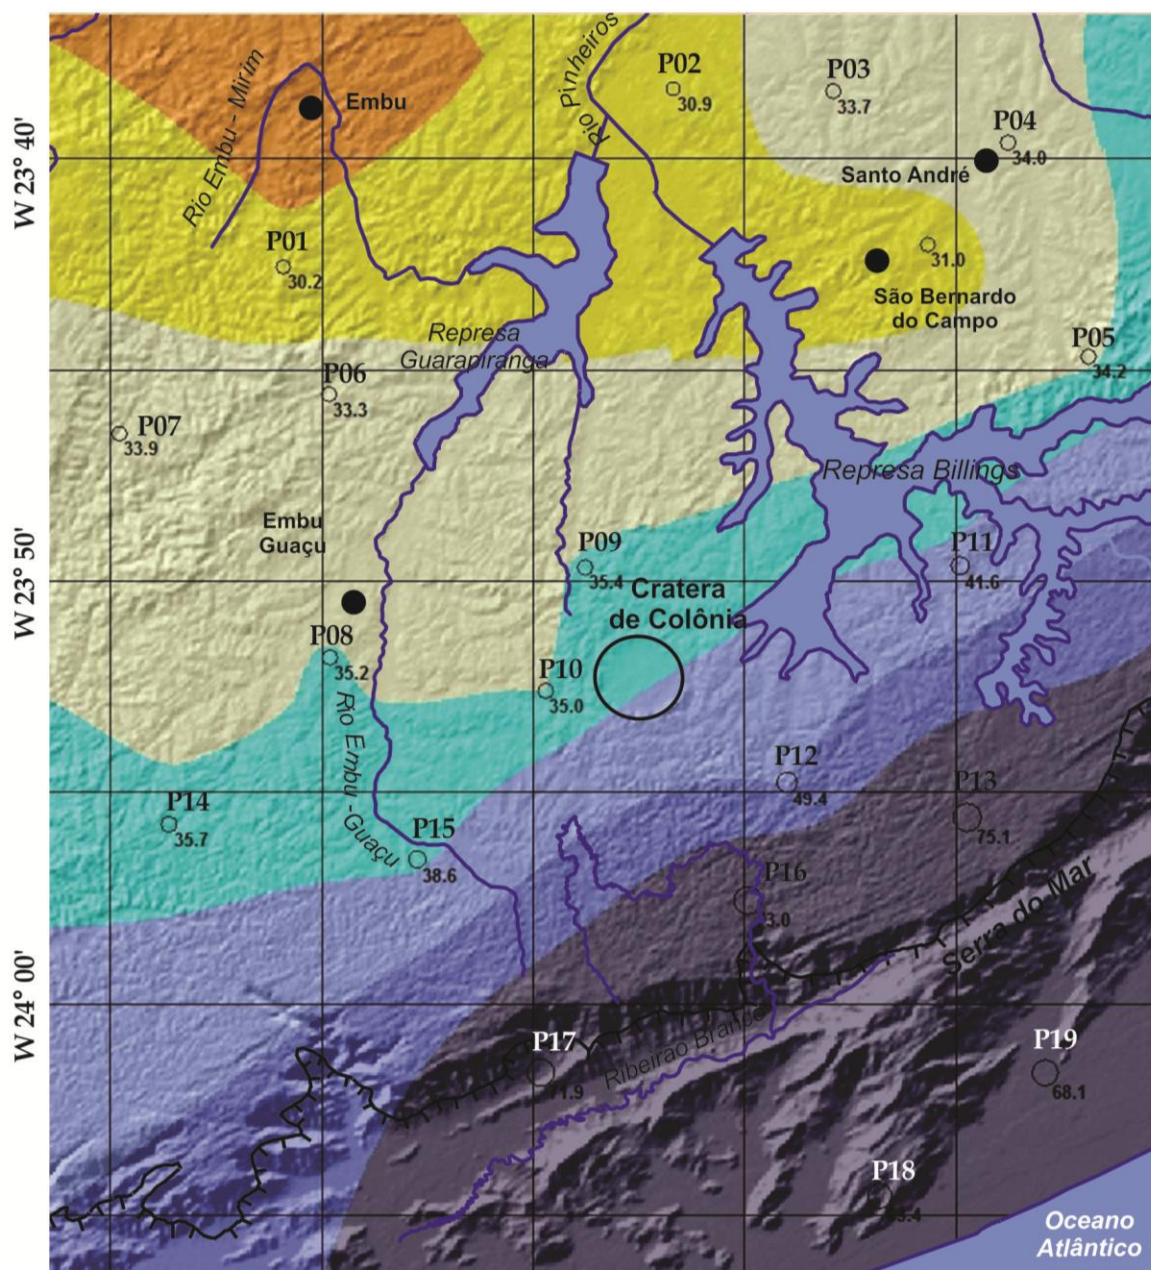 W 23° 40'
W 23° 50'
W 24° 00'
Rio Embu - Mirim
Embu
Rio Pinheiros
P02
30.9
P03
33.7
P04
34.0
Santo André
P01
30.2
31.0
São Bernardo
do Campo
Represa
Guarapiranga
P05
34.2
P06
33.3
P07
33.9
Represa Billings
Embu
Guaçu
P09
35.4
P11
41.6
Cratera
de Colônia
P08
35.2
P10
35.0
Rio Embu - Guaçu
P12
49.4
P13
75.1
P14
35.7
P15
38.6
P16
Serra do Mar
P17
Ribeirão Branco
P19
68.1
P18
Oceano
Atlântico